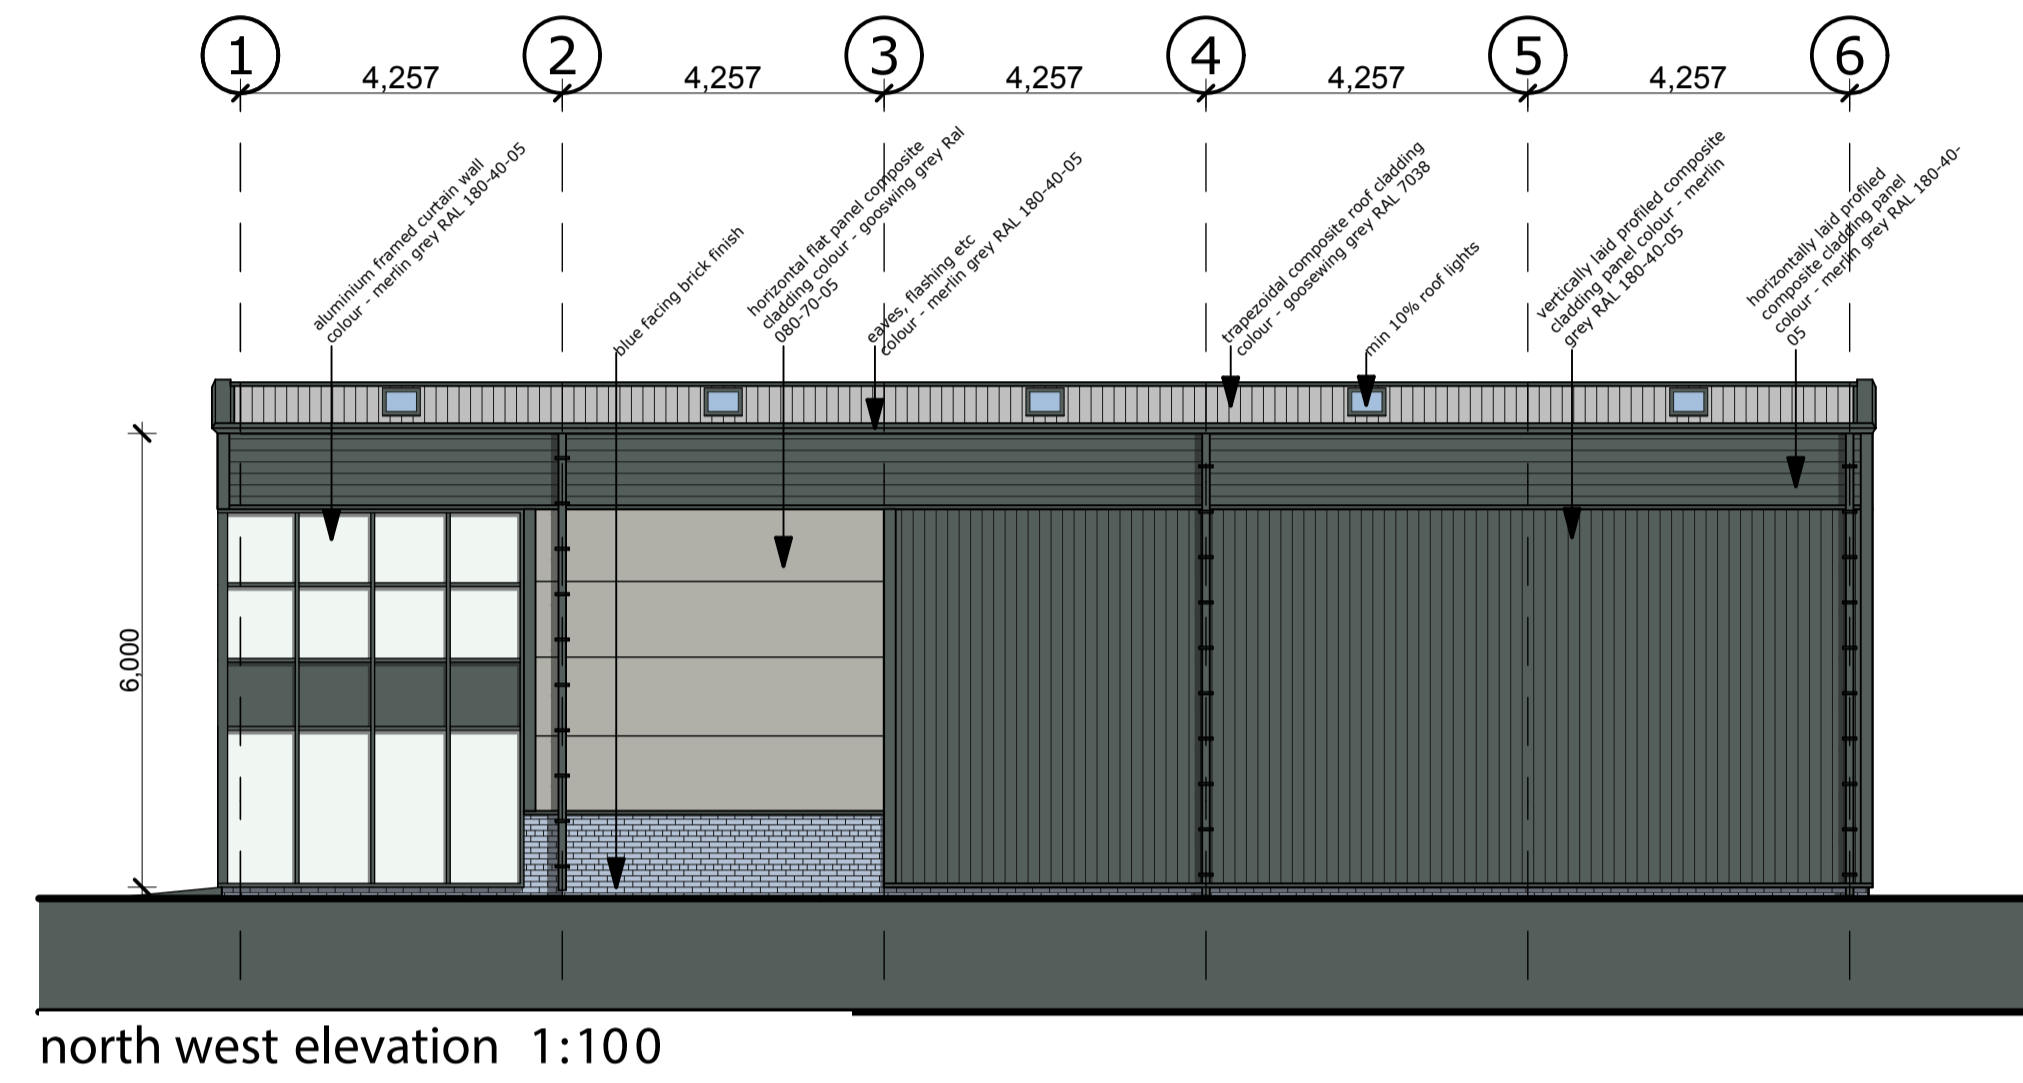 1 2 3 4 5 6
4,257 4,257 4,257 4,257 4,257
aluminium framed curtain wall
colour - merlin grey RAL 180-40-05
blue facing brick finish
horizontal flat panel composite
cladding colour - gooswing grey Ral
080-70-05
eaves, flashing etc
colour - merlin grey RAL 180-40-05
trapezoidal composite roof cladding
colour - goosewing grey RAL 7038
min 10% roof lights
vertically laid profiled composite
cladding panel colour - merlin
grey RAL 180-40-05
horizontally laid profiled
composite cladding panel
colour - merlin grey RAL 180-40-
05
6,000
north west elevation 1:100